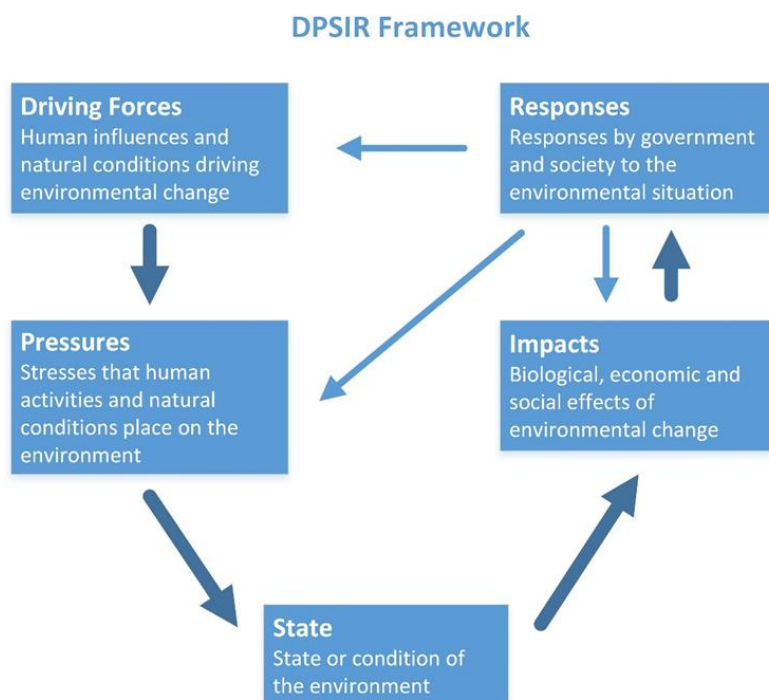 DPSIR Framework
Driving Forces
Human influences and
natural conditions driving
environmental change
Responses
Responses by government
and society to the
environmental situation
Pressures
Stresses that human
activities and natural
conditions place on the
environment
Impacts
Biological, economic and
social effects of
environmental change
State
State or condition of
the environment